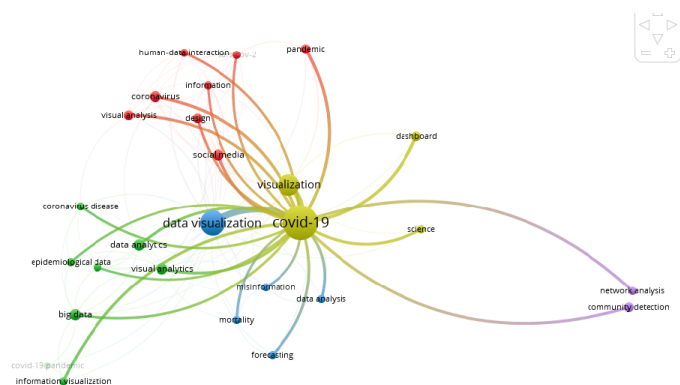 human-data interaction
pandemic
information
coronavirus
visual analysis
design
dashboard
social media
visualization
coronavirus disease
data visualization
covid-19
science
data analytics
epidemiological data
visual analytics
misinformation
network analysis
data analysis
community detection
big data
mortality
forecasting
covid-19 pandemic
information visualization